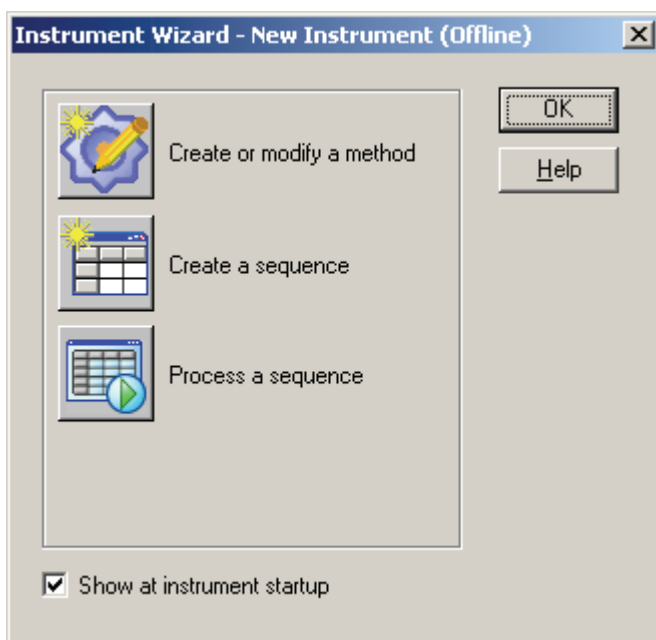 Instrument Wizard - New Instrument (Offline)
Create or modify a method
OK
Help
Create a sequence
Process a sequence
Show at instrument startup